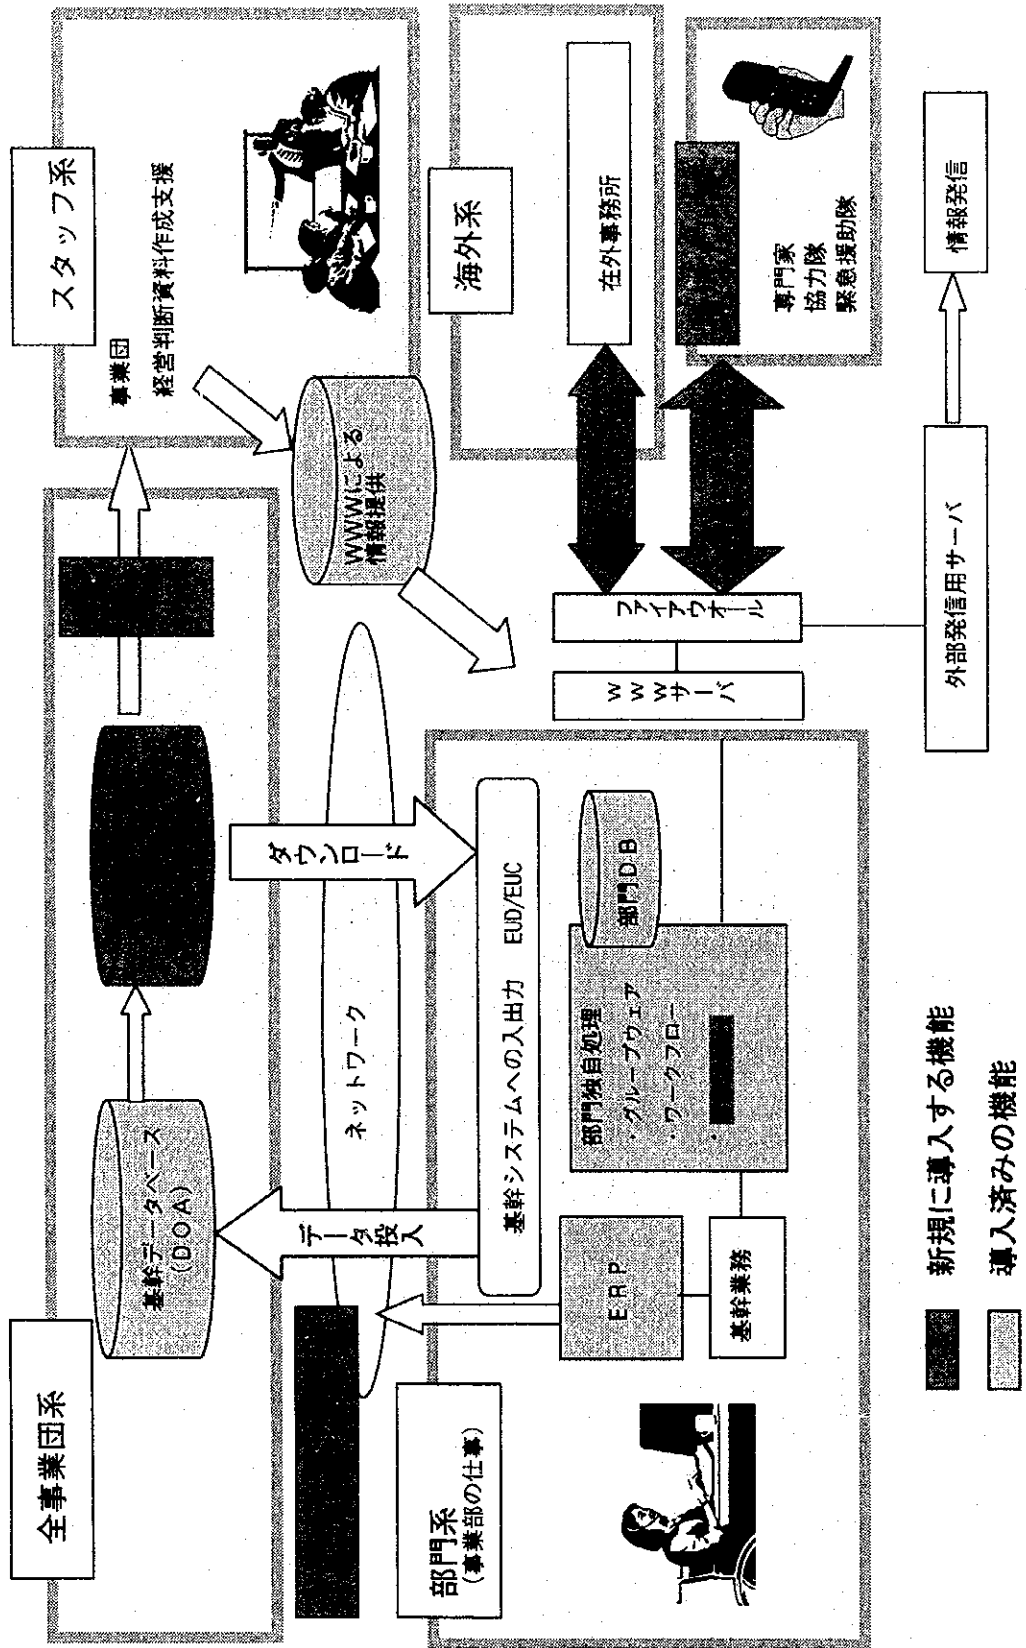 全事業団系
基幹データベース
(DOA)
スタッフ系
事業団
経営判断資料作成支援
データ投入
ダウンロード
ネットワーク
WWWによる
情報提供
部門系
(事業部の仕事)
基幹システムへの入出力 EUD/EUC
ERP
基幹業務
部門独自処理
・グループウェア
・ワークフロー
・
部門DB
WWWサーバ
ファイアウオール
海外系
在外事務所
専門家
協力隊
緊急援助隊
外部発信用サーバ
情報発信
新規に導入する機能
導入済みの機能